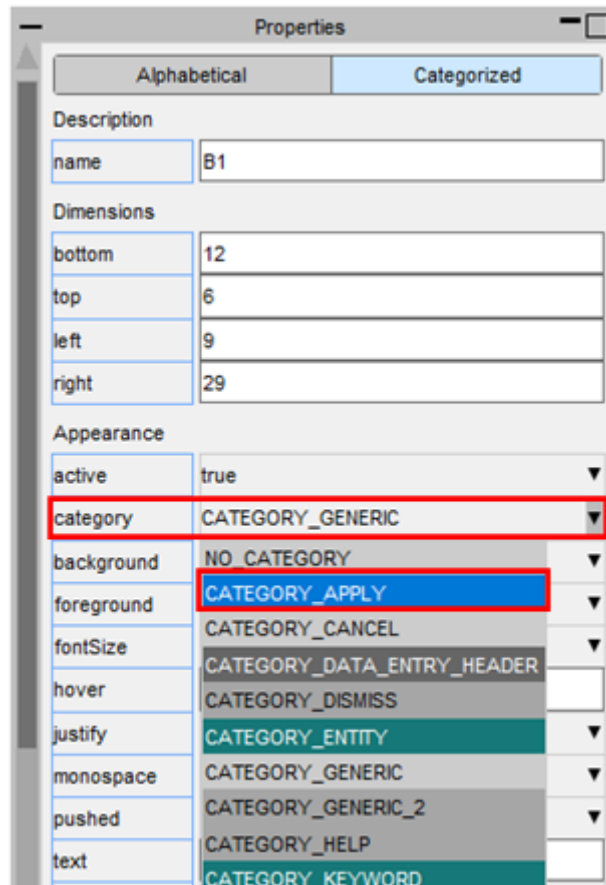 Properties
Alphabetical Categorized
Description
name B1
Dimensions
bottom 12
top 6
left 9
right 29
Appearance
active true
category CATEGORY_GENERIC
background NO_CATEGORY
foreground CATEGORY_APPLY
fontSize CATEGORY_CANCEL
CATEGORY_DATA_ENTRY_HEADER
hover CATEGORY_DISMISS
justify CATEGORY_ENTITY
monospace CATEGORY_GENERIC
pushed CATEGORY_GENERIC_2
CATEGORY_HELP
text CATEGORY_KEYWORD